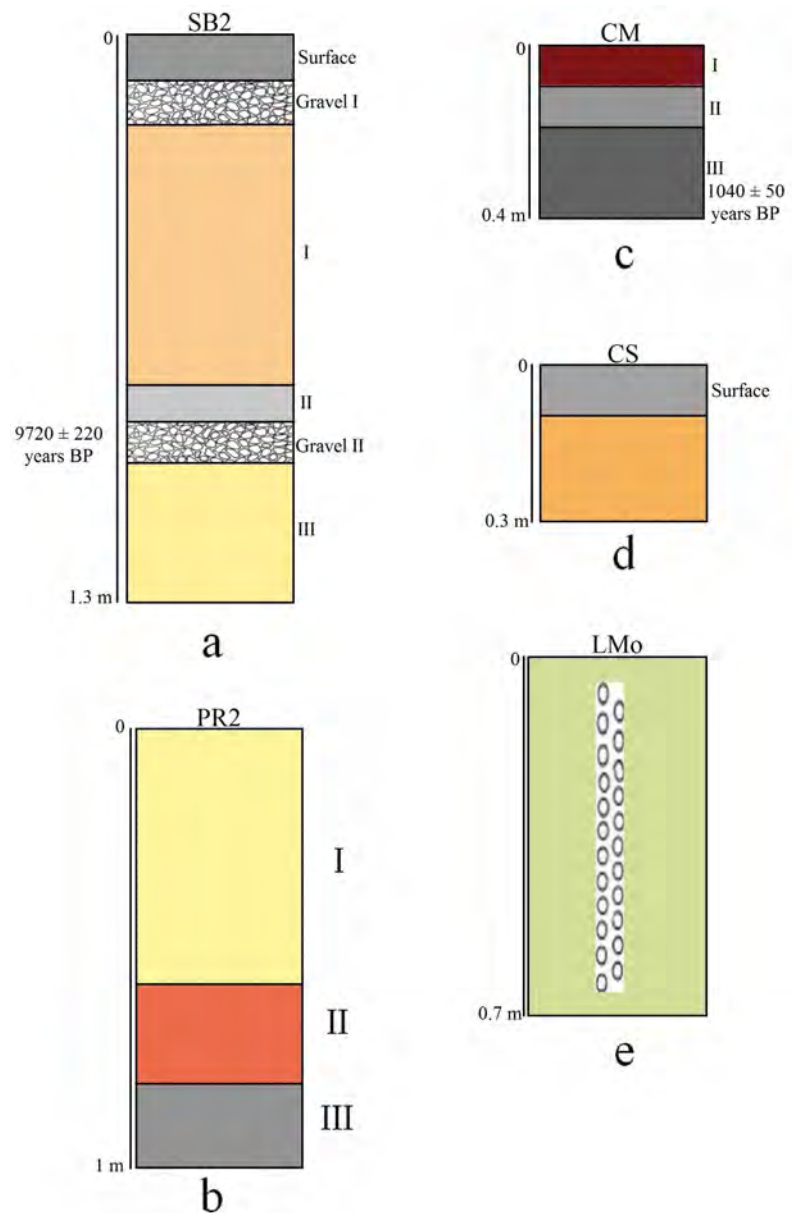 SB2
0
Surface
Gravel I
I
II
9720 ± 220
years BP
Gravel II
III
1.3 m
a
PR2
0
I
II
III
1 m
b
CM
0
I
II
III
1040 ± 50
years BP
0.4 m
c
CS
0
Surface
0.3 m
d
LMo
0
0.7 m
e